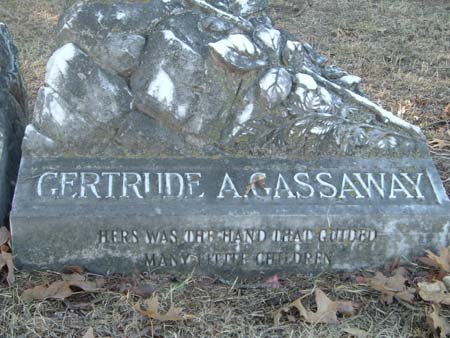 GERTRUDE A. GASSAWAY
HERS WAS THE HAND THAT GUIDED
MANY LITTLE CHILDREN